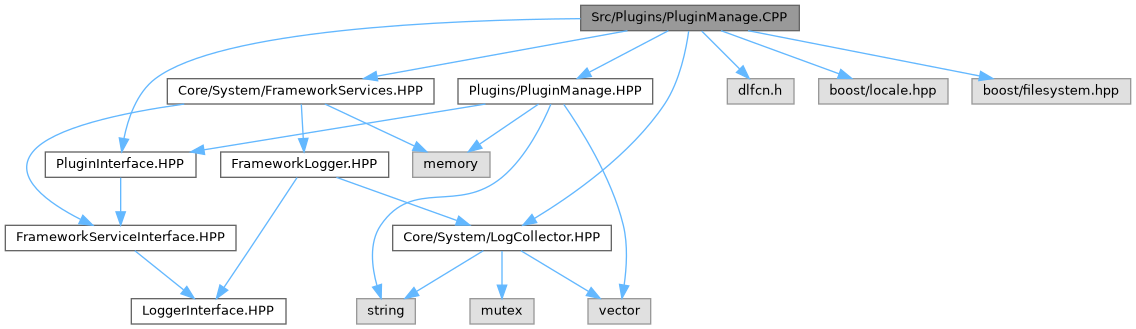 Src/Plugins/PluginManage.CPP
Core/System/FrameworkServices.HPP
Plugins/PluginManage.HPP
dlfcn.h
boost/locale.hpp
boost/filesystem.hpp
PluginInterface.HPP
FrameworkLogger.HPP
memory
FrameworkServiceInterface.HPP
Core/System/LogCollector.HPP
LoggerInterface.HPP
string
mutex
vector